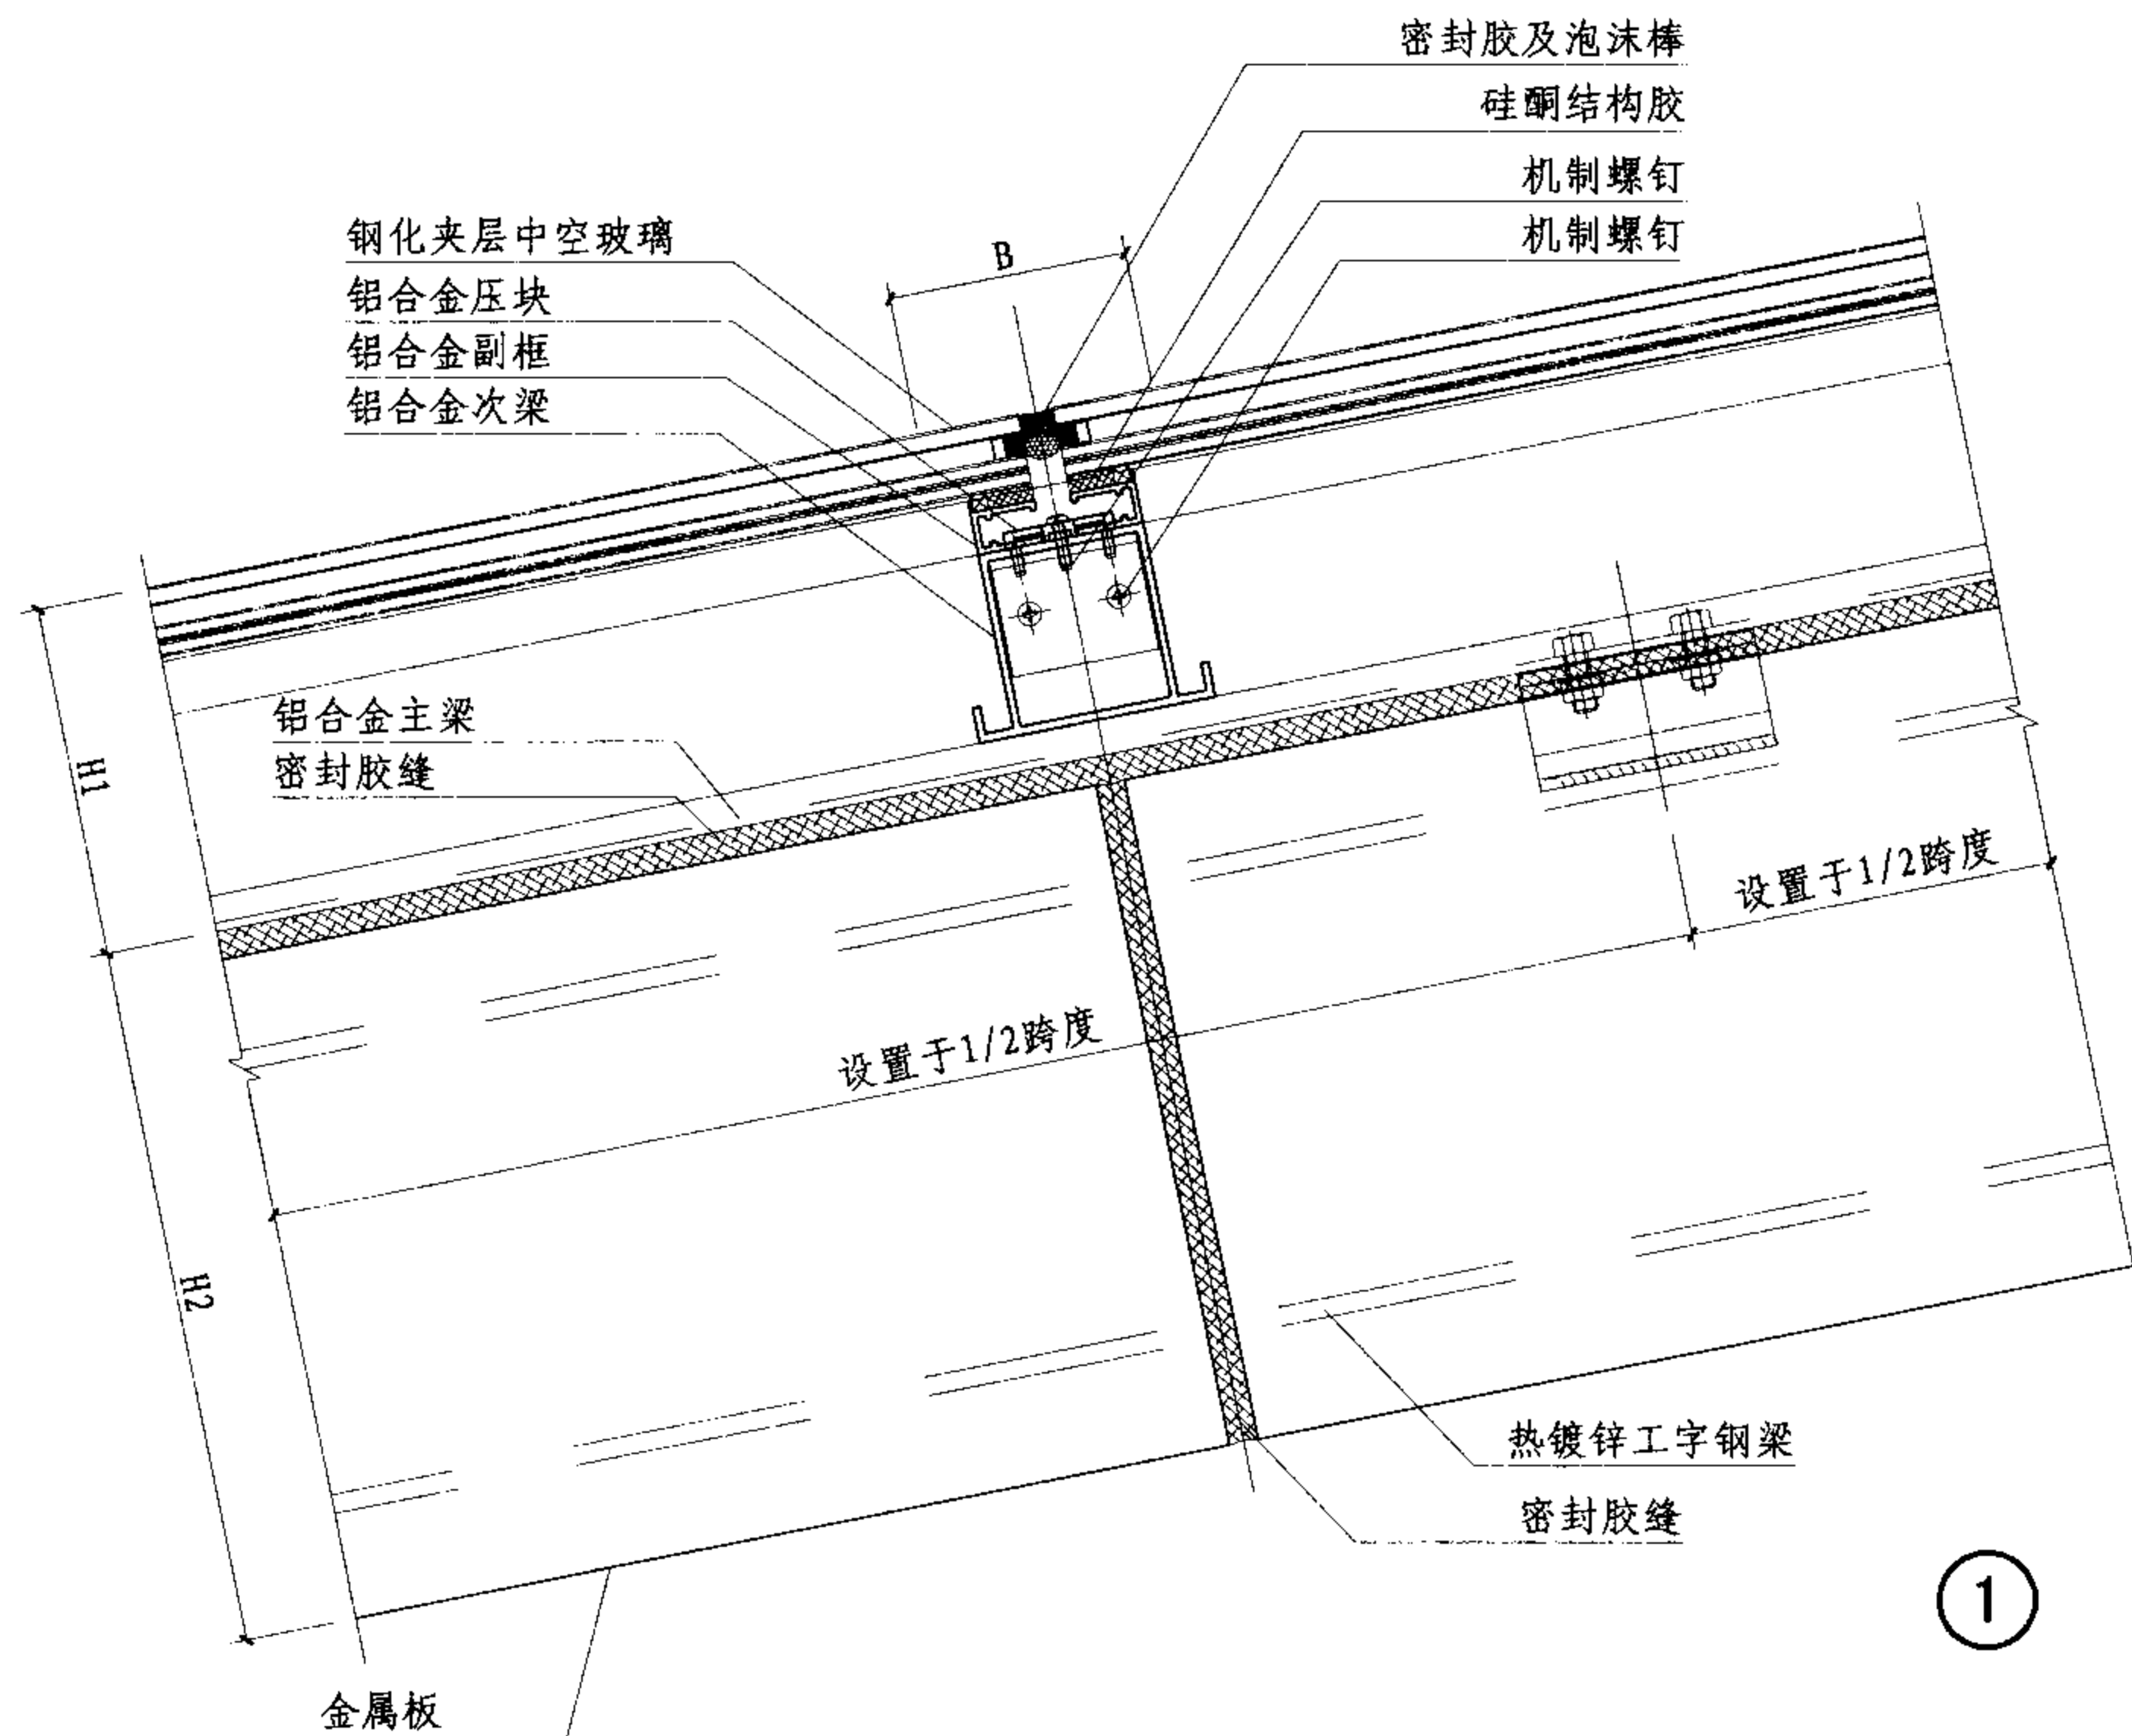 密封胶及泡沫棒
硅酮结构胶
机制螺钉
机制螺钉
钢化夹层中空玻璃
铝合金压块
铝合金副框
铝合金次梁
B
铝合金主梁
密封胶缝
H1
设置于1/2跨度
设置于1/2跨度
H2
热镀锌工字钢梁
密封胶缝
1
金属板